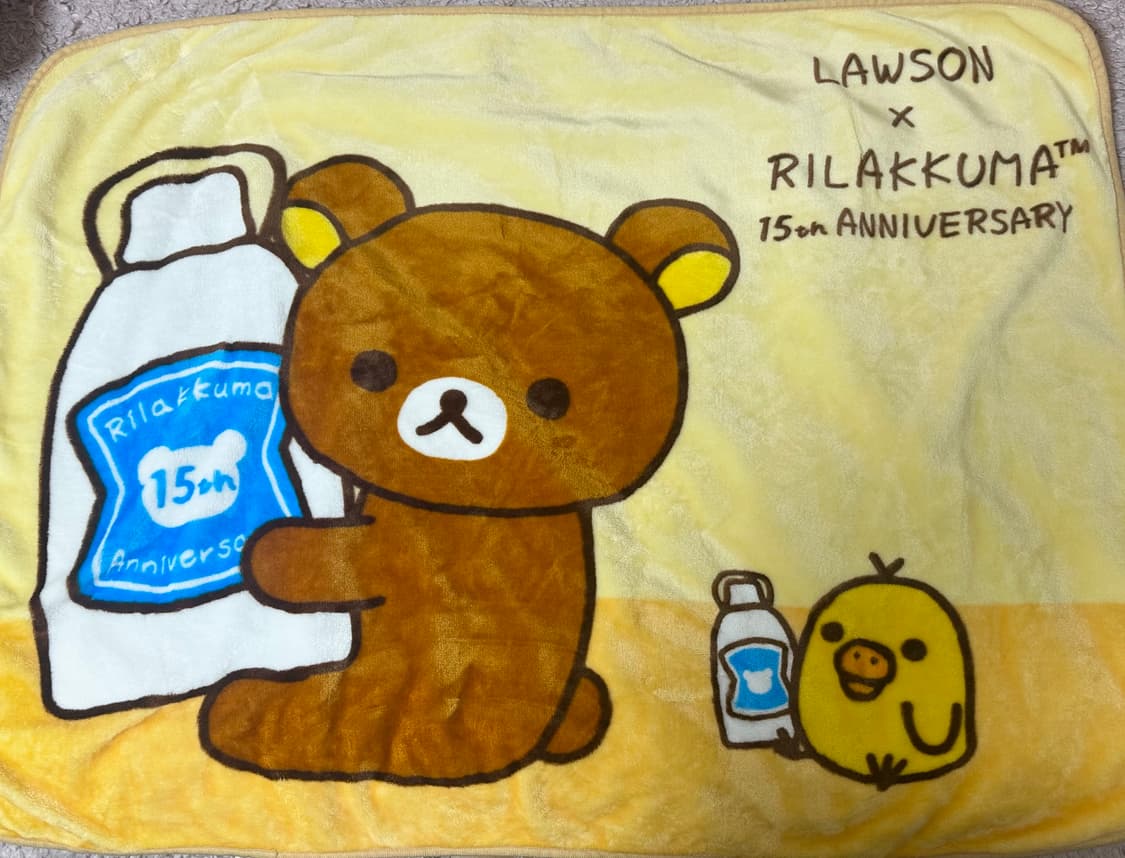 LAWSON
×
RILAKKUMA™
15th ANNIVERSARY
Rilakkuma
15th
Anniversa